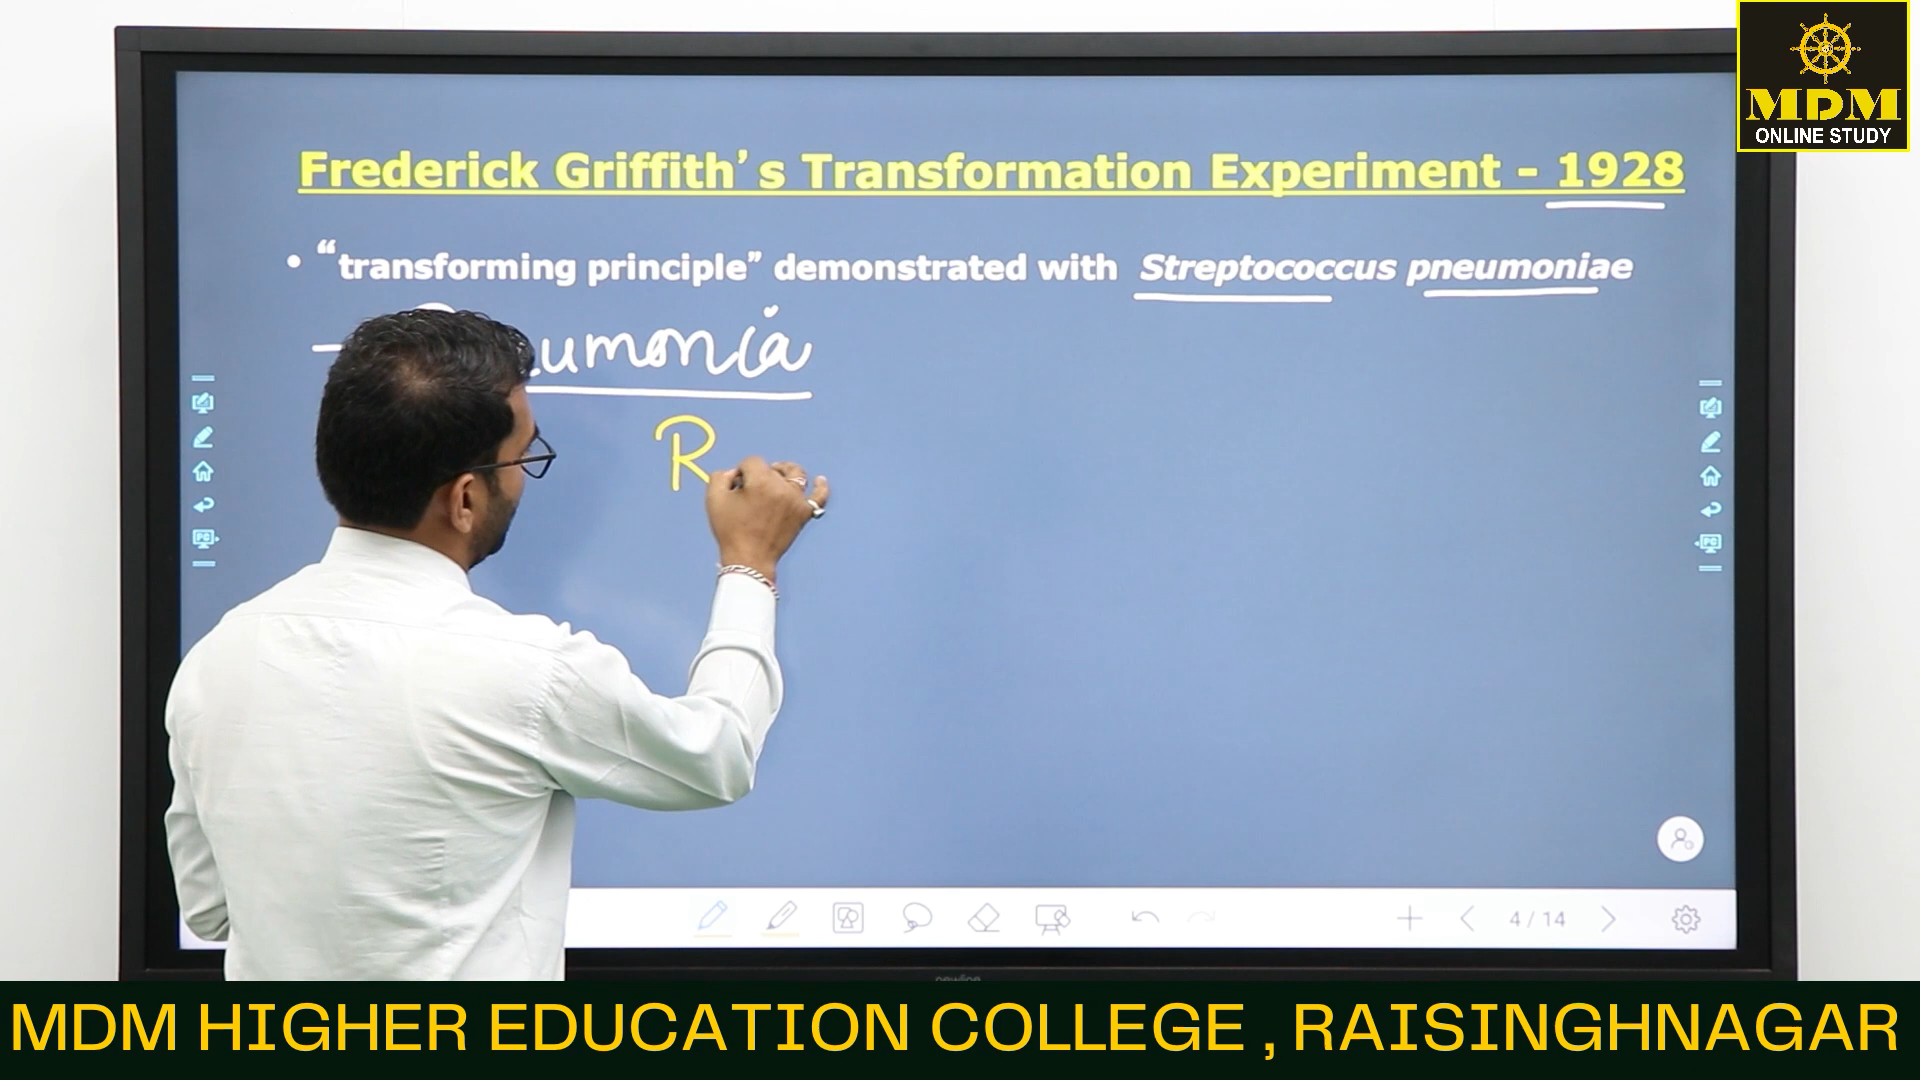 MDM
ONLINE STUDY
Frederick Griffith's Transformation Experiment - 1928
• "transforming principle" demonstrated with Streptococcus pneumoniae
R
4 / 14
newline
MDM HIGHER EDUCATION COLLEGE , RAISINGHNAGAR